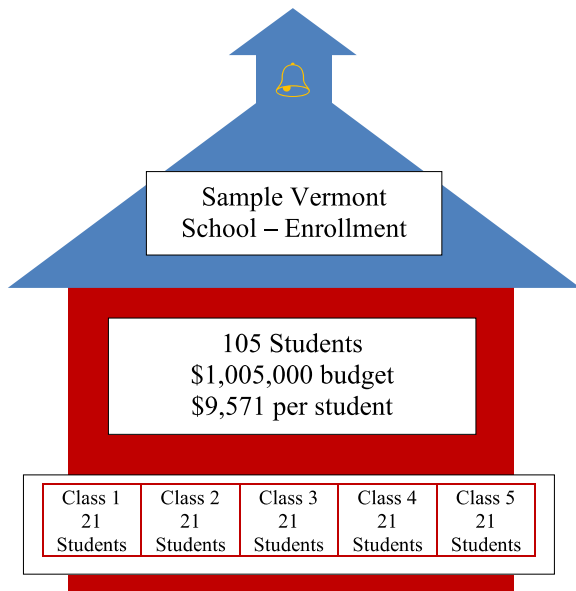 Sample Vermont
School – Enrollment
105 Students
$1,005,000 budget
$9,571 per student
Class 1
21
Students
Class 2
21
Students
Class 3
21
Students
Class 4
21
Students
Class 5
21
Students